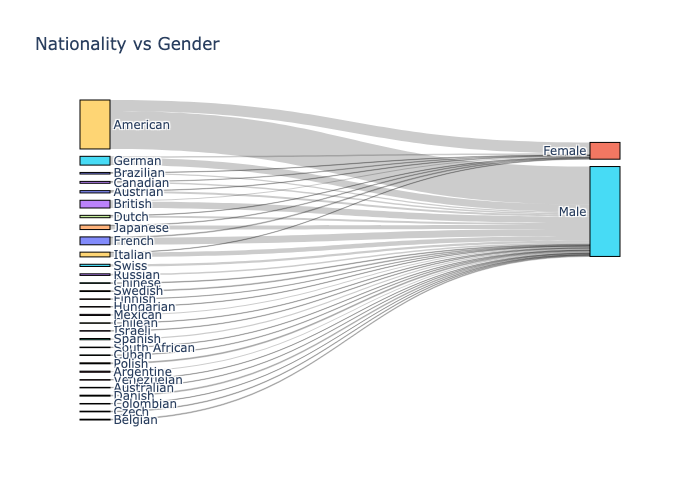 Nationality vs Gender
American
German
Brazilian
Canadian
Austrian
British
Dutch
Japanese
French
Italian
Swiss
Russian
Chinese
Swedish
Finnish
Hungarian
Mexican
Chilean
Israeli
Spanish
South African
Cuban
Polish
Argentine
Venezuelan
Australian
Danish
Colombian
Czech
Belgian
Female
Male